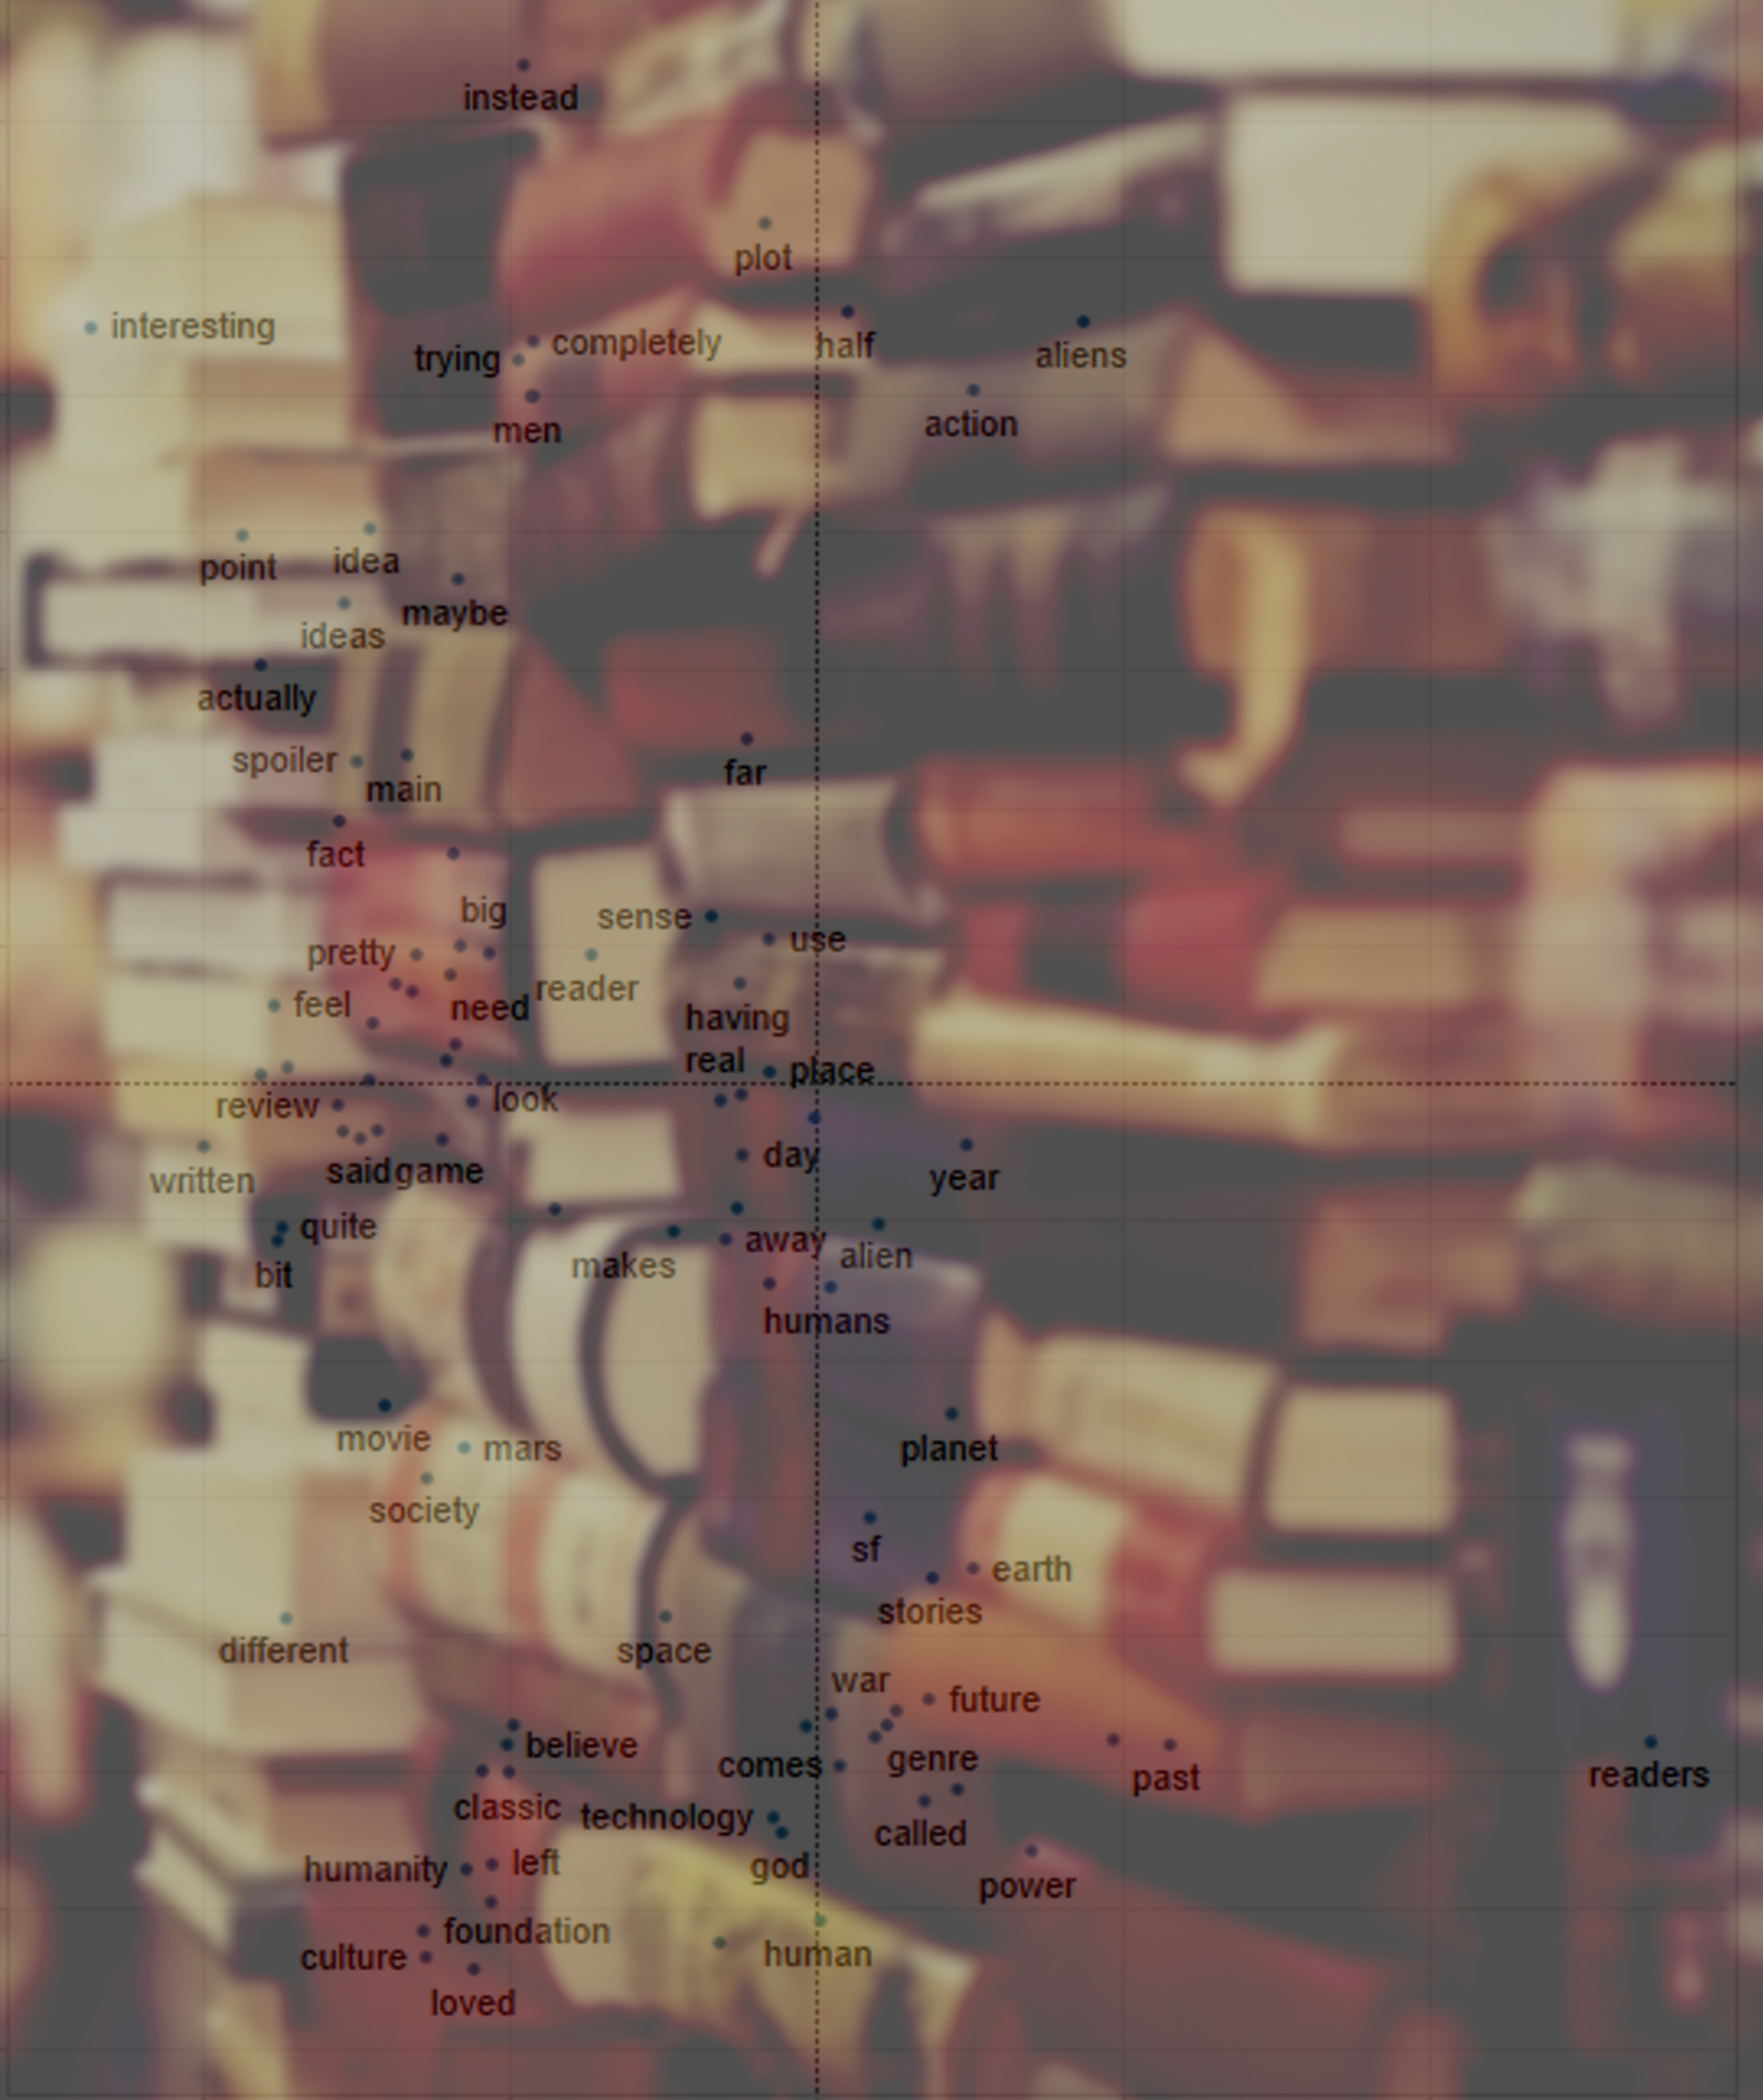 instead
plot
interesting
completely
half
trying
aliens
men
action
point
idea
maybe
ideas
actually
spoiler
main
far
fact
big
sense
use
pretty
reader
feel
need
having
real
place
review
look
day
written
said
game
year
quite
away
alien
bit
makes
humans
movie
mars
planet
society
sf
earth
stories
different
space
war
future
believe
comes
genre
past
readers
classic
technology
called
humanity
left
god
power
foundation
culture
human
loved